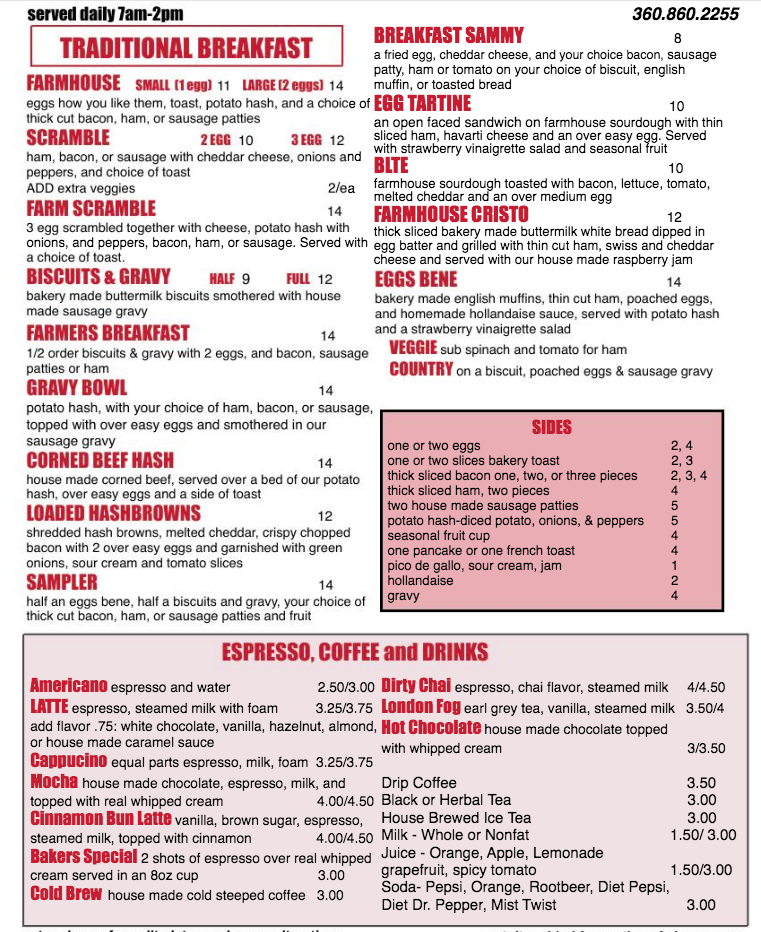 served daily 7am-2pm
360.860.2255
TRADITIONAL BREAKFAST
FARMHOUSE SMALL (1 egg) 11 LARGE (2 eggs) 14
eggs how you like them, toast, potato hash, and a choice of
thick cut bacon, ham, or sausage patties
SCRAMBLE 2 EGG 10 3 EGG 12
ham, bacon, or sausage with cheddar cheese, onions and
peppers, and choice of toast
ADD extra veggies 2/ea
FARM SCRAMBLE 14
3 egg scrambled together with cheese, potato hash with
onions, and peppers, bacon, ham, or sausage. Served with
a choice of toast.
BISCUITS & GRAVY HALF 9 FULL 12
bakery made buttermilk biscuits smothered with house
made sausage gravy
FARMERS BREAKFAST 14
1/2 order biscuits & gravy with 2 eggs, and bacon, sausage
patties or ham
GRAVY BOWL 14
potato hash, with your choice of ham, bacon, or sausage,
topped with over easy eggs and smothered in our
sausage gravy
CORNED BEEF HASH 14
house made corned beef, served over a bed of our potato
hash, over easy eggs and a side of toast
LOADED HASHBROWNS 12
shredded hash browns, melted cheddar, crispy chopped
bacon with 2 over easy eggs and garnished with green
onions, sour cream and tomato slices
SAMPLER 14
half an eggs bene, half a biscuits and gravy, your choice of
thick cut bacon, ham, or sausage patties and fruit
BREAKFAST SAMMY 8
a fried egg, cheddar cheese, and your choice bacon, sausage
patty, ham or tomato on your choice of biscuit, english
muffin, or toasted bread
EGG TARTINE 10
an open faced sandwich on farmhouse sourdough with thin
sliced ham, havarti cheese and an over easy egg. Served
with strawberry vinaigrette salad and seasonal fruit
BLTE 10
farmhouse sourdough toasted with bacon, lettuce, tomato,
melted cheddar and an over medium egg
FARMHOUSE CRISTO 12
thick sliced bakery made buttermilk white bread dipped in
egg batter and grilled with thin cut ham, swiss and cheddar
cheese and served with our house made raspberry jam
EGGS BENE 14
bakery made english muffins, thin cut ham, poached eggs,
and homemade hollandaise sauce, served with potato hash
and a strawberry vinaigrette salad
VEGGIE sub spinach and tomato for ham
COUNTRY on a biscuit, poached eggs & sausage gravy
SIDES
one or two eggs 2, 4
one or two slices bakery toast 2, 3
thick sliced bacon one, two, or three pieces 2, 3, 4
thick sliced ham, two pieces 4
two house made sausage patties 5
potato hash-diced potato, onions, & peppers 5
seasonal fruit cup 4
one pancake or one french toast 4
pico de gallo, sour cream, jam 1
hollandaise 2
gravy 4
ESPRESSO, COFFEE and DRINKS
Americano espresso and water 2.50/3.00
LATTE espresso, steamed milk with foam 3.25/3.75
add flavor .75: white chocolate, vanilla, hazelnut, almond,
or house made caramel sauce
Cappucino equal parts espresso, milk, foam 3.25/3.75
Mocha house made chocolate, espresso, milk, and
topped with real whipped cream 4.00/4.50
Cinnamon Bun Latte vanilla, brown sugar, espresso,
steamed milk, topped with cinnamon 4.00/4.50
Bakers Special 2 shots of espresso over real whipped
cream served in an 8oz cup 3.00
Cold Brew house made cold steeped coffee 3.00
Dirty Chai espresso, chai flavor, steamed milk 4/4.50
London Fog earl grey tea, vanilla, steamed milk 3.50/4
Hot Chocolate house made chocolate topped
with whipped cream 3/3.50
Drip Coffee 3.50
Black or Herbal Tea 3.00
House Brewed Ice Tea 3.00
Milk - Whole or Nonfat 1.50/ 3.00
Juice - Orange, Apple, Lemonade
grapefruit, spicy tomato 1.50/3.00
Soda- Pepsi, Orange, Rootbeer, Diet Pepsi,
Diet Dr. Pepper, Mist Twist 3.00